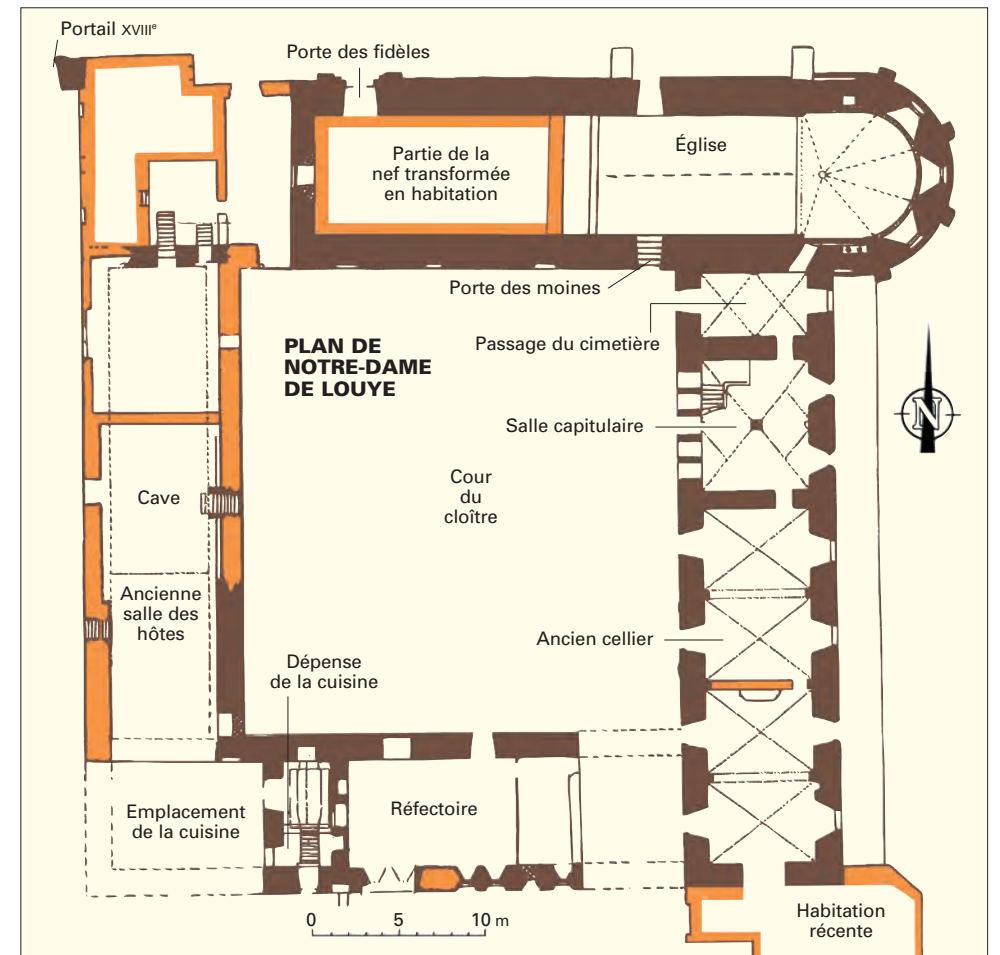 Portail XVIIIᵉ
Porte des fidèles
Partie de la
nef transformée
en habitation
Église
Porte des moines
Passage du cimetière
PLAN DE
NOTRE-DAME
DE LOUYE
Salle capitulaire
N
Cave
Cour
du
cloître
Ancienne
salle des
hôtes
Ancien cellier
Dépense
de la cuisine
Emplacement
de la cuisine
Réfectoire
Habitation
récente
0 5 10 m